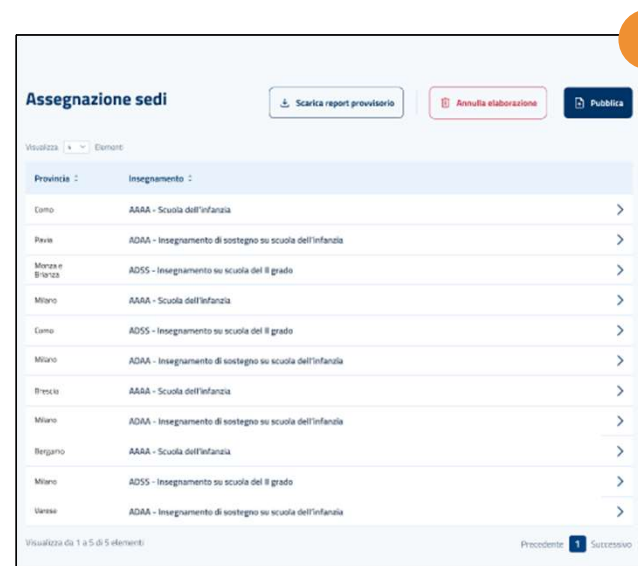 Assegnazione sedi
Scarica report provvisorio
Annulla elaborazione
Pubblica
Visualizza Elementi
Provincia Insegnamento
Como AAAA - Scuola dell'infanzia
Pavia ADAA - Insegnamento di sostegno su scuola dell'infanzia
Monza e
Brianza
ADSS - Insegnamento su scuola del II grado
Milano AAAA - Scuola dell'infanzia
Como ADSS - Insegnamento su scuola del II grado
Milano ADAA - Insegnamento di sostegno su scuola dell'infanzia
Brescia AAAA - Scuola dell'infanzia
Milano ADAA - Insegnamento di sostegno su scuola dell'infanzia
Bergamo AAAA - Scuola dell'infanzia
Milano ADSS - Insegnamento su scuola del II grado
Varese ADAA - Insegnamento di sostegno su scuola dell'infanzia
Visualizza da 1 a 5 di 5 elementi
Precedente 1 Successivo